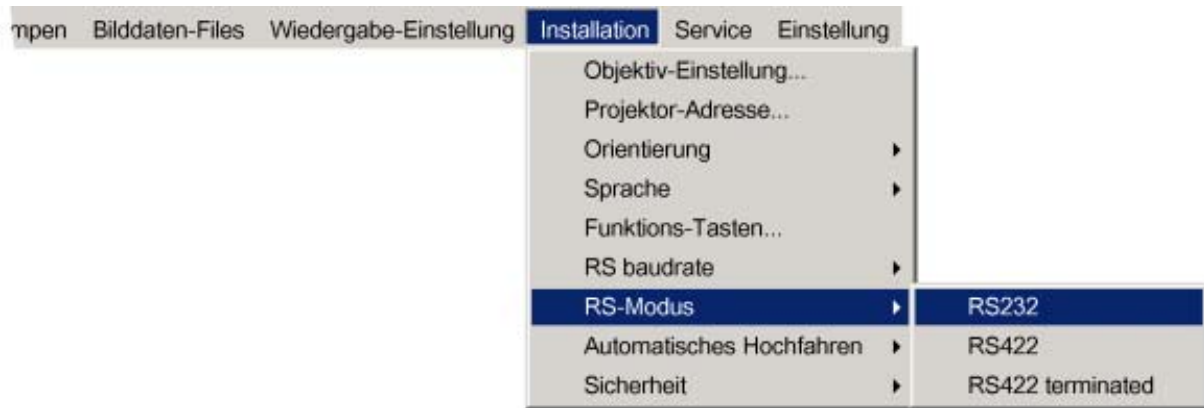 mpen Bilddaten-Files Wiedergabe-Einstellung Installation Service Einstellung
Objektiv-Einstellung...
Projektor-Adresse...
Orientierung
Sprache
Funktions-Tasten...
RS baudrate
RS-Modus RS232
Automatisches Hochfahren RS422
Sicherheit RS422 terminated